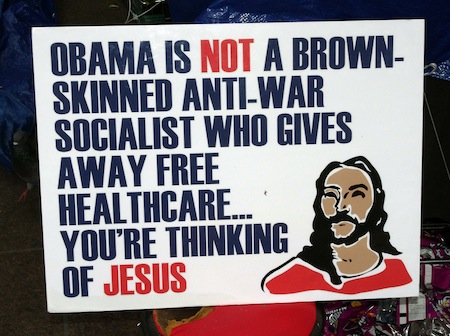 OBAMA IS NOT A BROWN-
SKINNED ANTI-WAR
SOCIALIST WHO GIVES
AWAY FREE
HEALTHCARE...
YOU'RE THINKING
OF JESUS